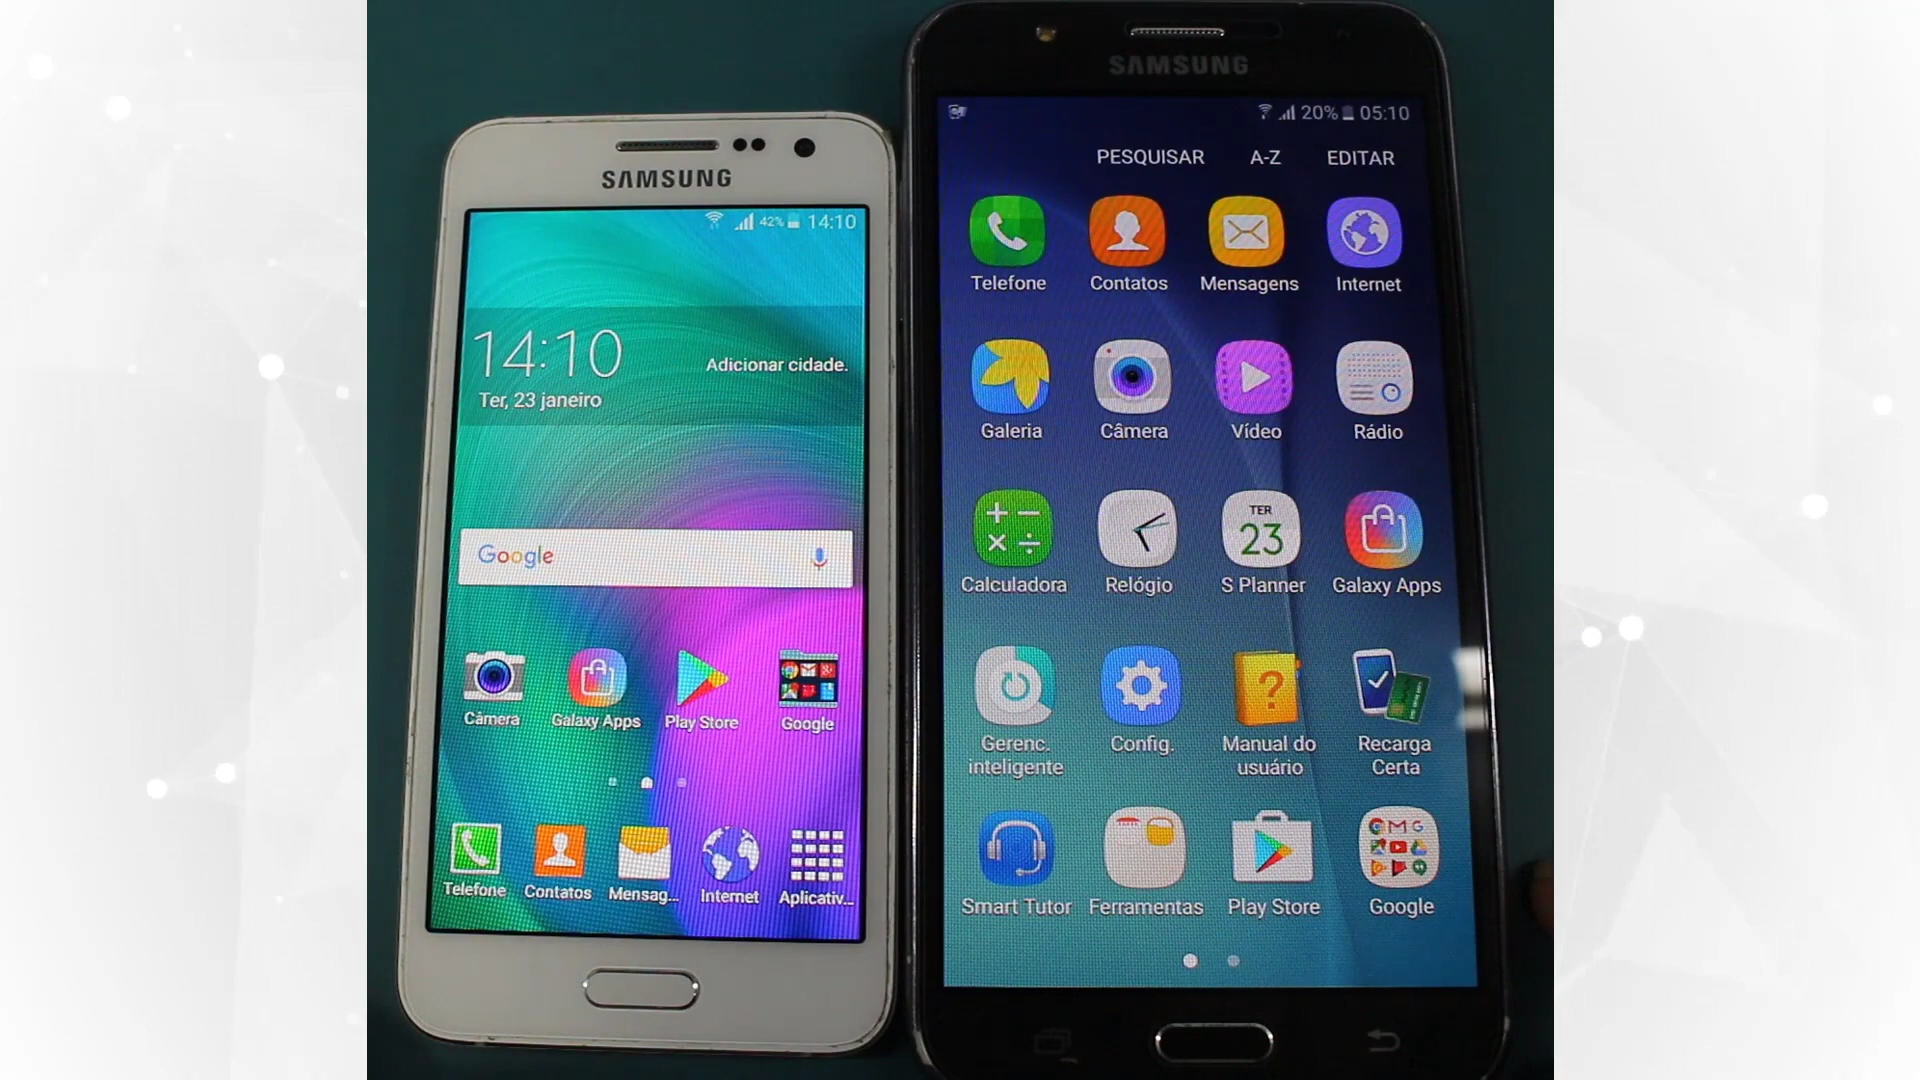 SAMSUNG
42% 14:10
14:10
Adicionar cidade.
Ter, 23 janeiro
Google
Câmera Galaxy Apps Play Store Google
Telefone Contatos Mensag... Internet Aplicativ...
SAMSUNG
20% 05:10
PESQUISAR A-Z EDITAR
Telefone Contatos Mensagens Internet
Galeria Câmera Vídeo Rádio
TER
23
Calculadora Relógio S Planner Galaxy Apps
Gerenc. Config. Manual do Recarga
inteligente usuário Certa
Smart Tutor Ferramentas Play Store Google